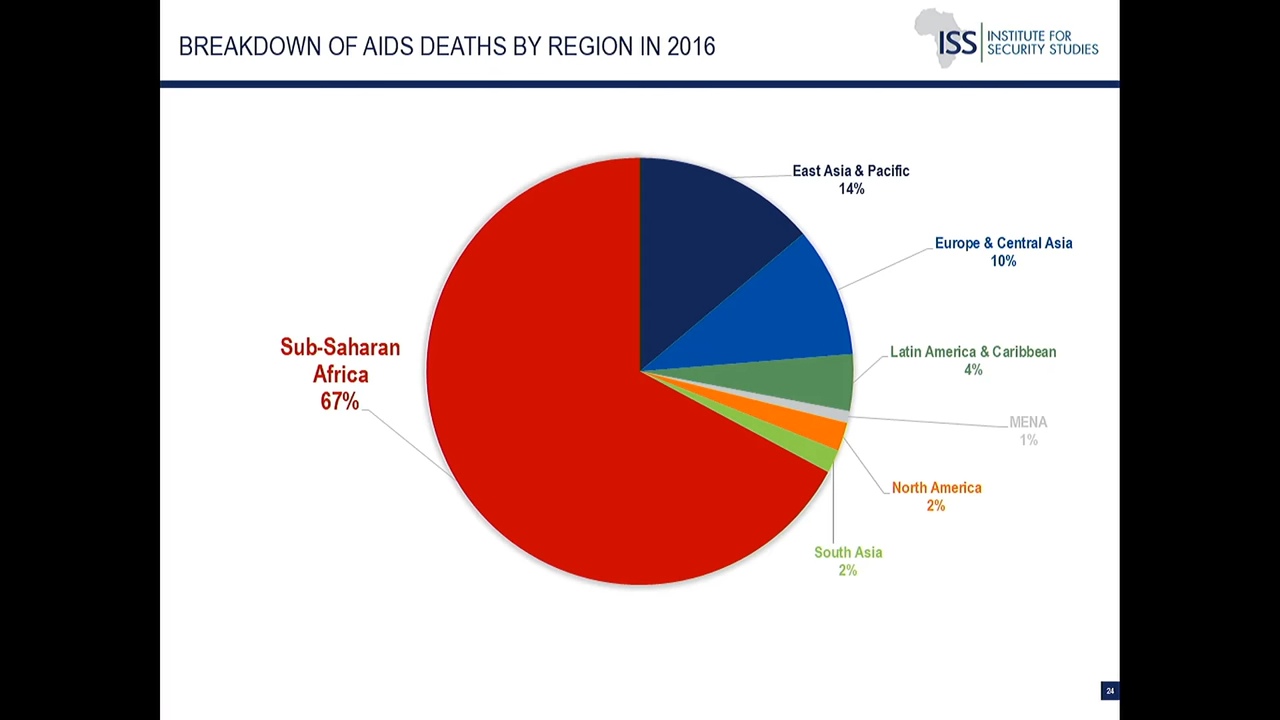 BREAKDOWN OF AIDS DEATHS BY REGION IN 2016
ISS
INSTITUTE FOR
SECURITY STUDIES
East Asia & Pacific
14%
Europe & Central Asia
10%
Latin America & Caribbean
4%
MENA
1%
North America
2%
South Asia
2%
Sub-Saharan
Africa
67%
24